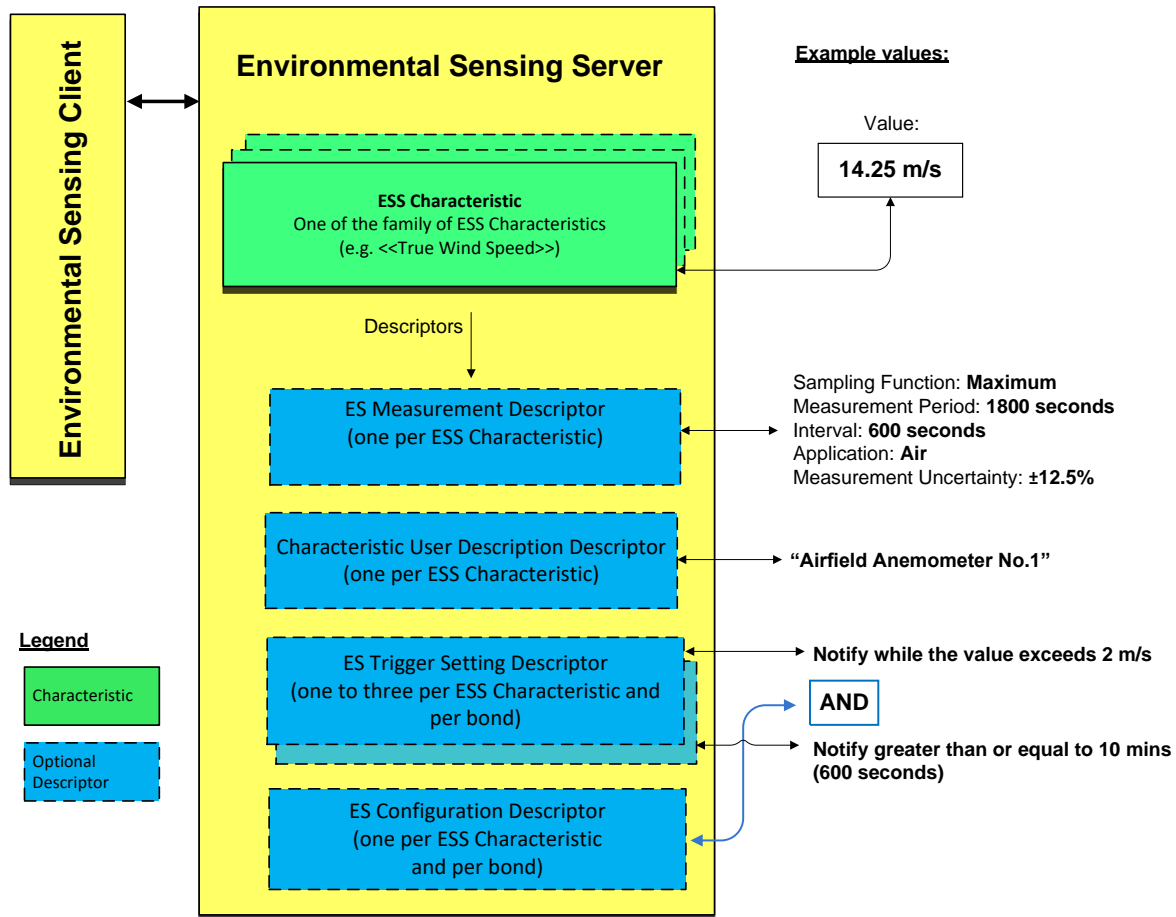 Environmental Sensing Client
Environmental Sensing Server
ESS Characteristic
One of the family of ESS Characteristics
(e.g. <<True Wind Speed>>)
Descriptors
ES Measurement Descriptor
(one per ESS Characteristic)
Characteristic User Description Descriptor
(one per ESS Characteristic)
ES Trigger Setting Descriptor
(one to three per ESS Characteristic and
per bond)
ES Configuration Descriptor
(one per ESS Characteristic
and per bond)
Example values:
Value:
14.25 m/s
Sampling Function: Maximum
Measurement Period: 1800 seconds
Interval: 600 seconds
Application: Air
Measurement Uncertainty: ±12.5%
“Airfield Anemometer No.1”
Notify while the value exceeds 2 m/s
AND
Notify greater than or equal to 10 mins
(600 seconds)
Legend
Characteristic
Optional
Descriptor